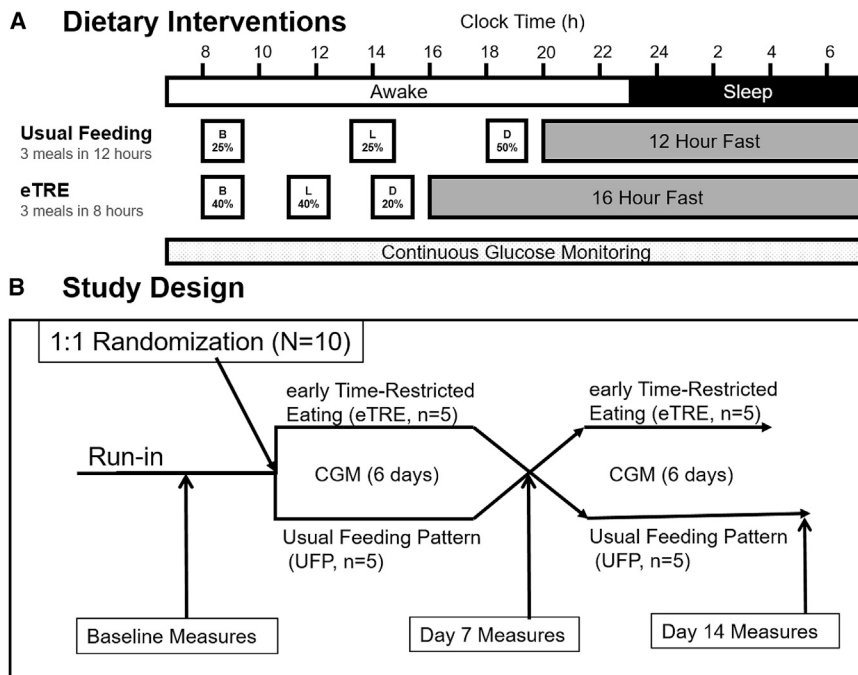 A Dietary Interventions
Clock Time (h)
8 10 12 14 16 18 20 22 24 2 4 6
Awake Sleep
Usual Feeding
3 meals in 12 hours
B
25%
L
25%
D
50%
12 Hour Fast
eTRE
3 meals in 8 hours
B
40%
L
40%
D
20%
16 Hour Fast
Continuous Glucose Monitoring
B Study Design
1:1 Randomization (N=10)
early Time-Restricted
Eating (eTRE, n=5)
early Time-Restricted
Eating (eTRE, n=5)
Run-in
CGM (6 days)
CGM (6 days)
Usual Feeding Pattern
(UFP, n=5)
Usual Feeding Pattern
(UFP, n=5)
Baseline Measures
Day 7 Measures
Day 14 Measures